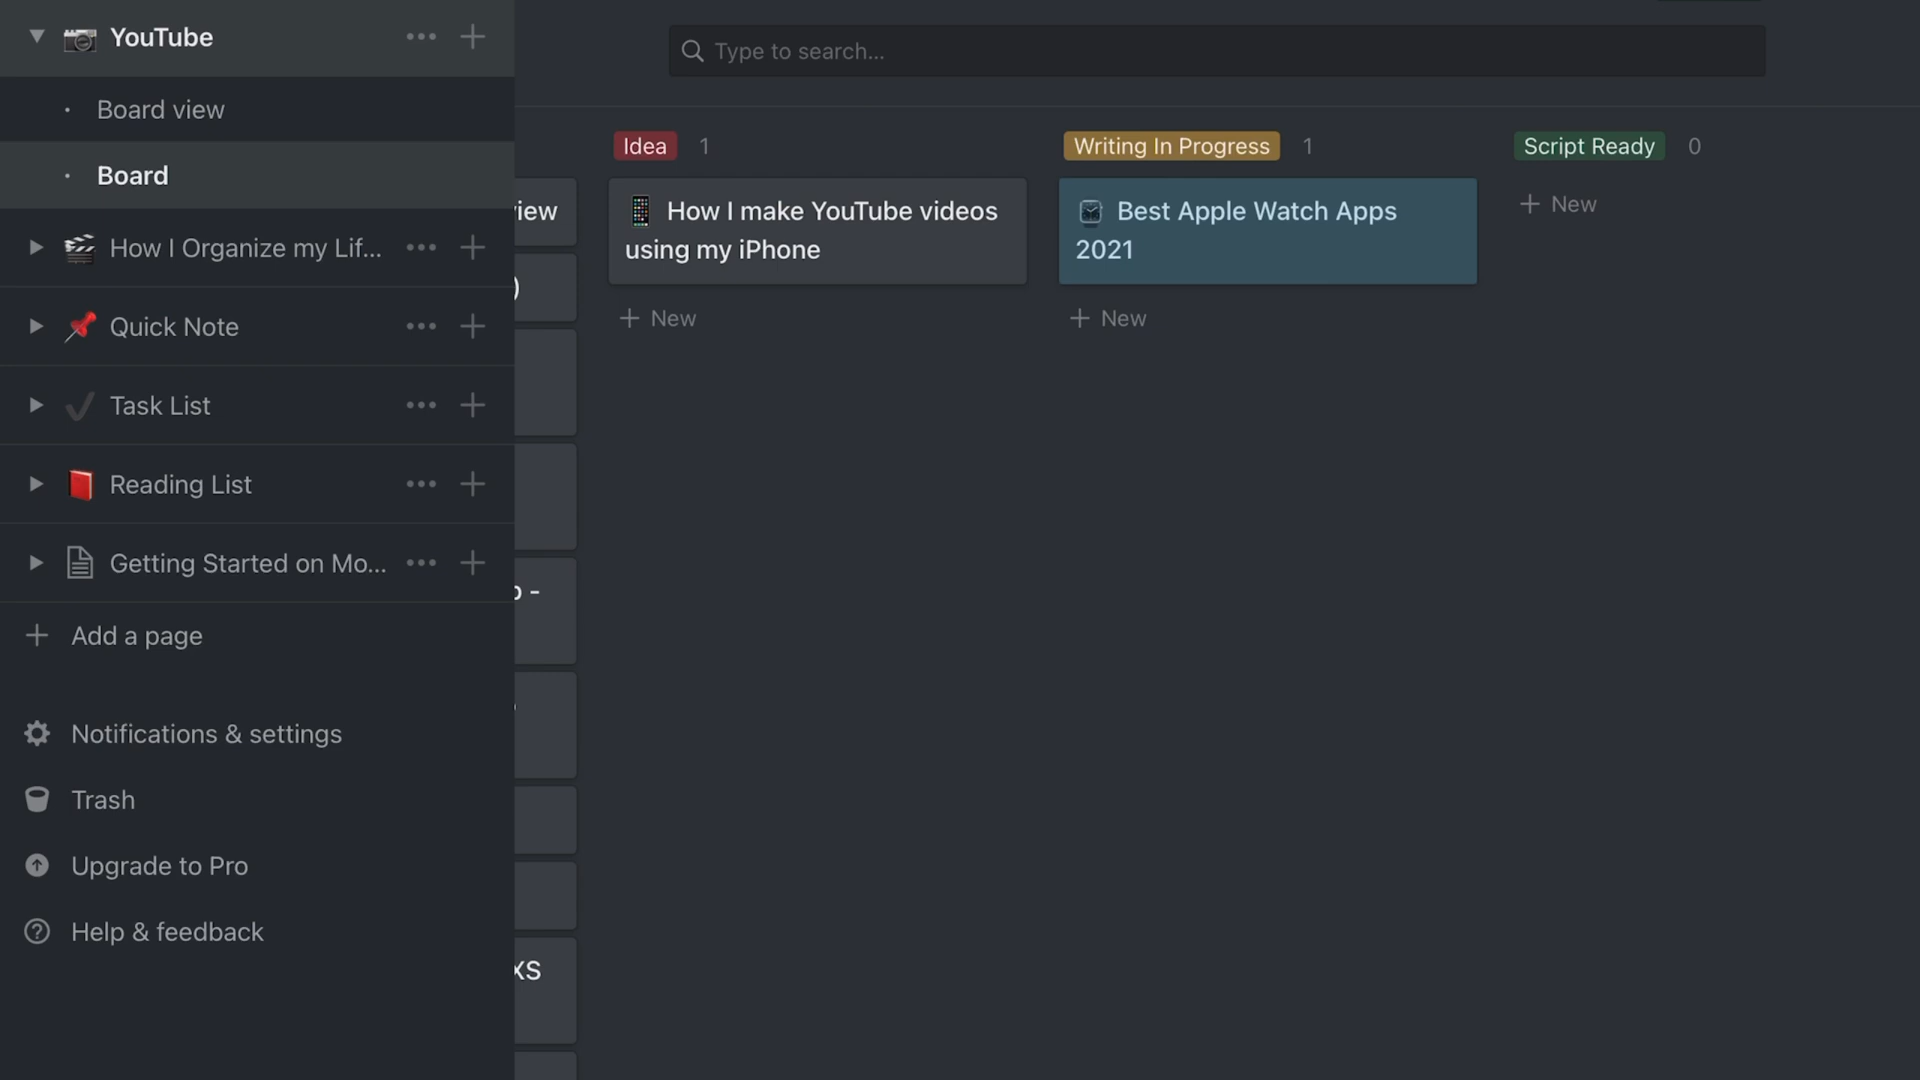 YouTube
Board view
Board
How I Organize my Lif...
Quick Note
Task List
Reading List
Getting Started on Mo...
Add a page
Notifications & settings
Trash
Upgrade to Pro
Help & feedback
Type to search...
XS
Idea 1
How I make YouTube videos
using my iPhone
New
Writing In Progress 1
Best Apple Watch Apps
2021
New
Script Ready 0
New